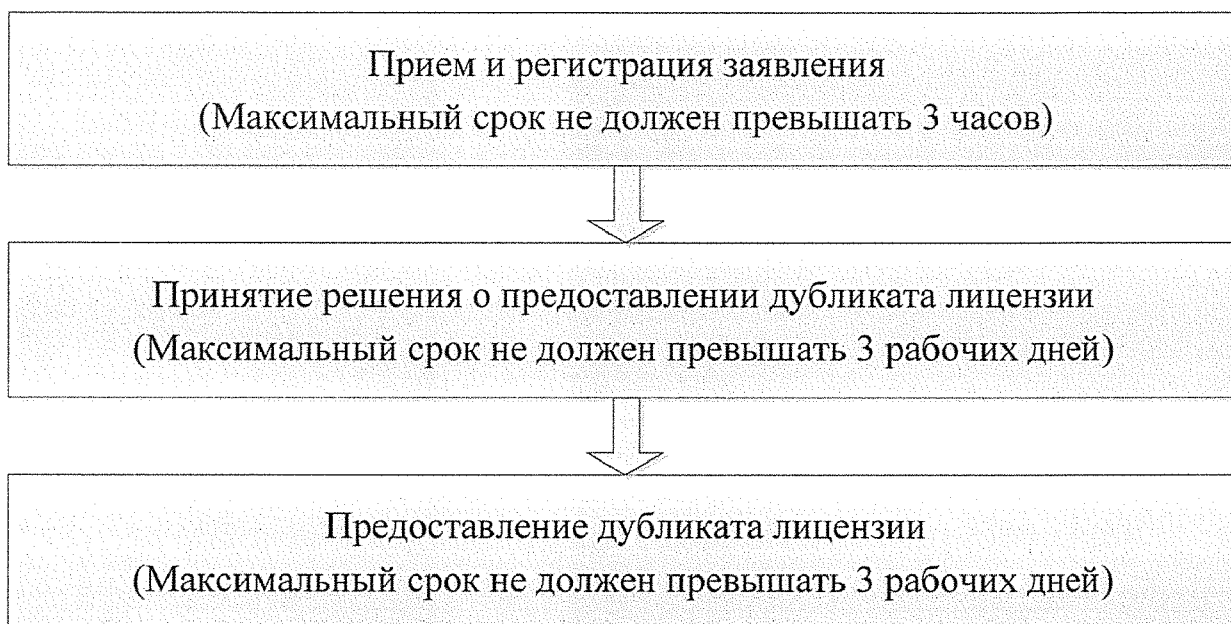 Прием и регистрация заявления
(Максимальный срок не должен превышать 3 часов)
Принятие решения о предоставлении дубликата лицензии
(Максимальный срок не должен превышать 3 рабочих дней)
Предоставление дубликата лицензии
(Максимальный срок не должен превышать 3 рабочих дней)